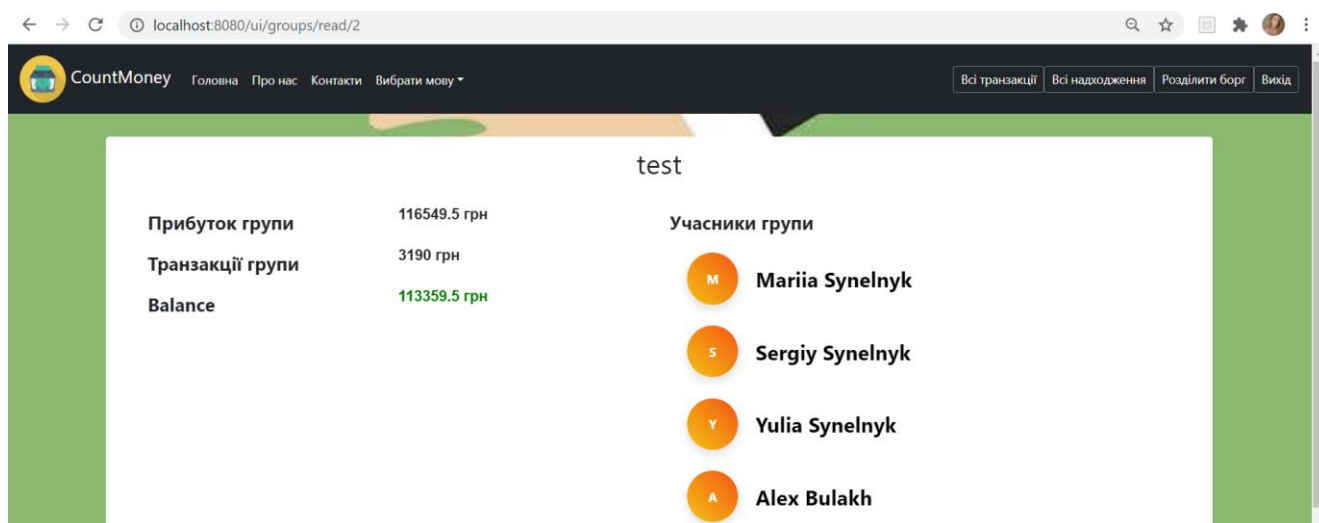 localhost:8080/ui/groups/read/2
CountMoney Головна Про нас Контакти Вибрати мову Всі транзакції Всі надходження Розділити борг Вихід
test
Прибуток групи 116549.5 грн
Транзакції групи 3190 грн
Balance 113359.5 грн
Учасники групи
M Mariia Synelnyk
S Sergiy Synelnyk
Y Yulia Synelnyk
A Alex Bulakh